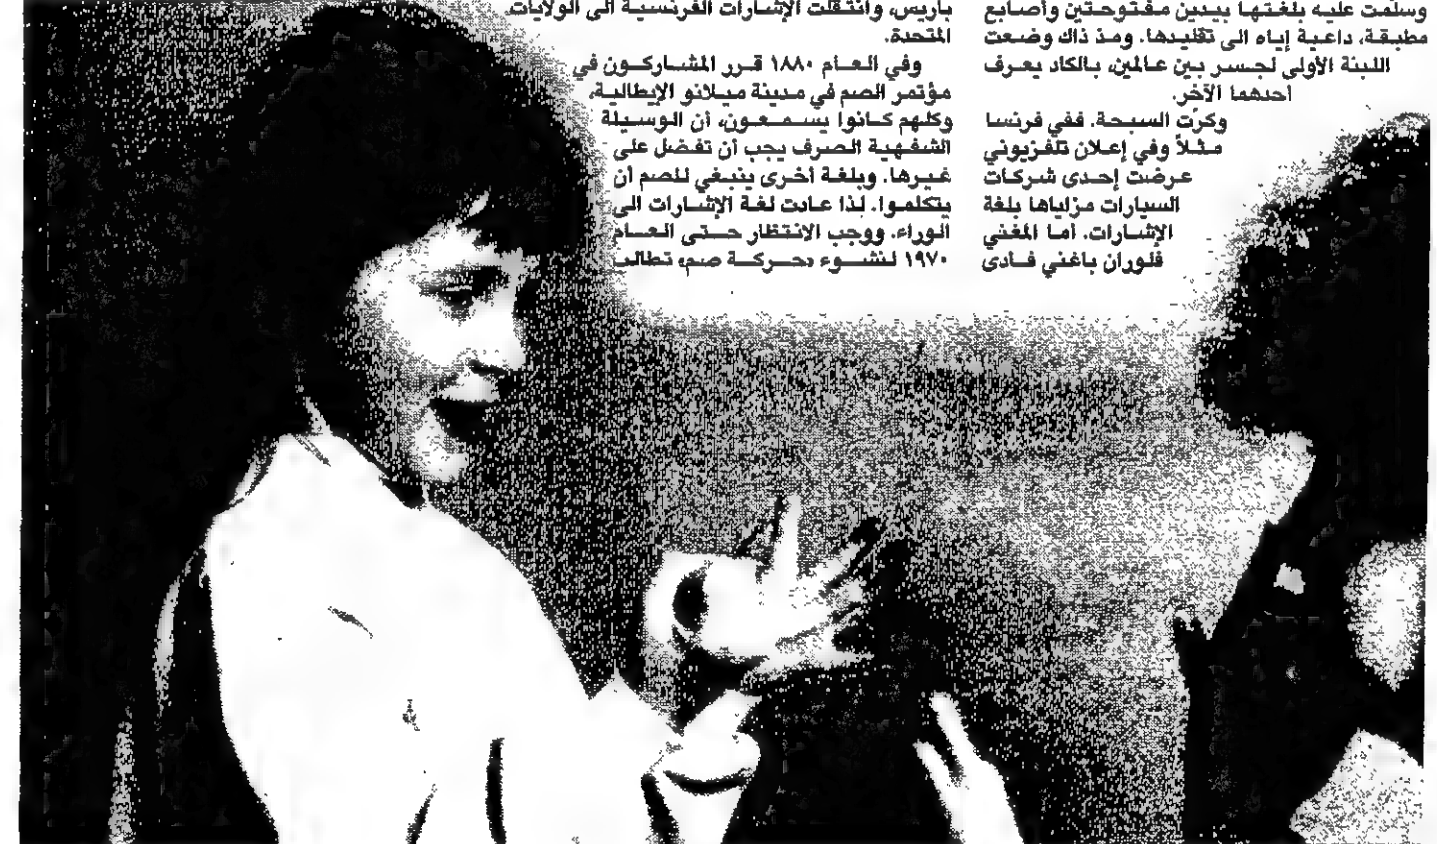 وسلّمت عليه بلغتها بيدين مفتوحتين وأصابع
مطبقة، داعية إياه الى تقليدها. ومذ ذاك وضعت
اللبنة الأولى لجسر بين عالمين، بالكاد يعرف
أحدهما الآخر.
وكرّت السبحة. ففي فرنسا
مثلاً وفي إعلان تلفزيوني
عرضت إحدى شركات
السيارات مزاياها بلغة
الإشارات. أما المغني
فلوران باغني فأدى
باريس، وانتقلت الإشارات الفرنسية الى الولايات
المتحدة.
وفي العام ١٨٨٠ قرر المشاركون في
مؤتمر الصم في مدينة ميلانو الإيطالية،
وكلهم كانوا يسمعون، أن الوسيلة
الشفهية الصرف يجب أن تفضل على
غيرها. وبلغة أخرى ينبغي للصم أن
يتكلموا. لذا عادت لغة الإشارات الى
الوراء. ووجب الانتظار حتى العام
١٩٧٠ لنشوء «حركة صم» تطالب